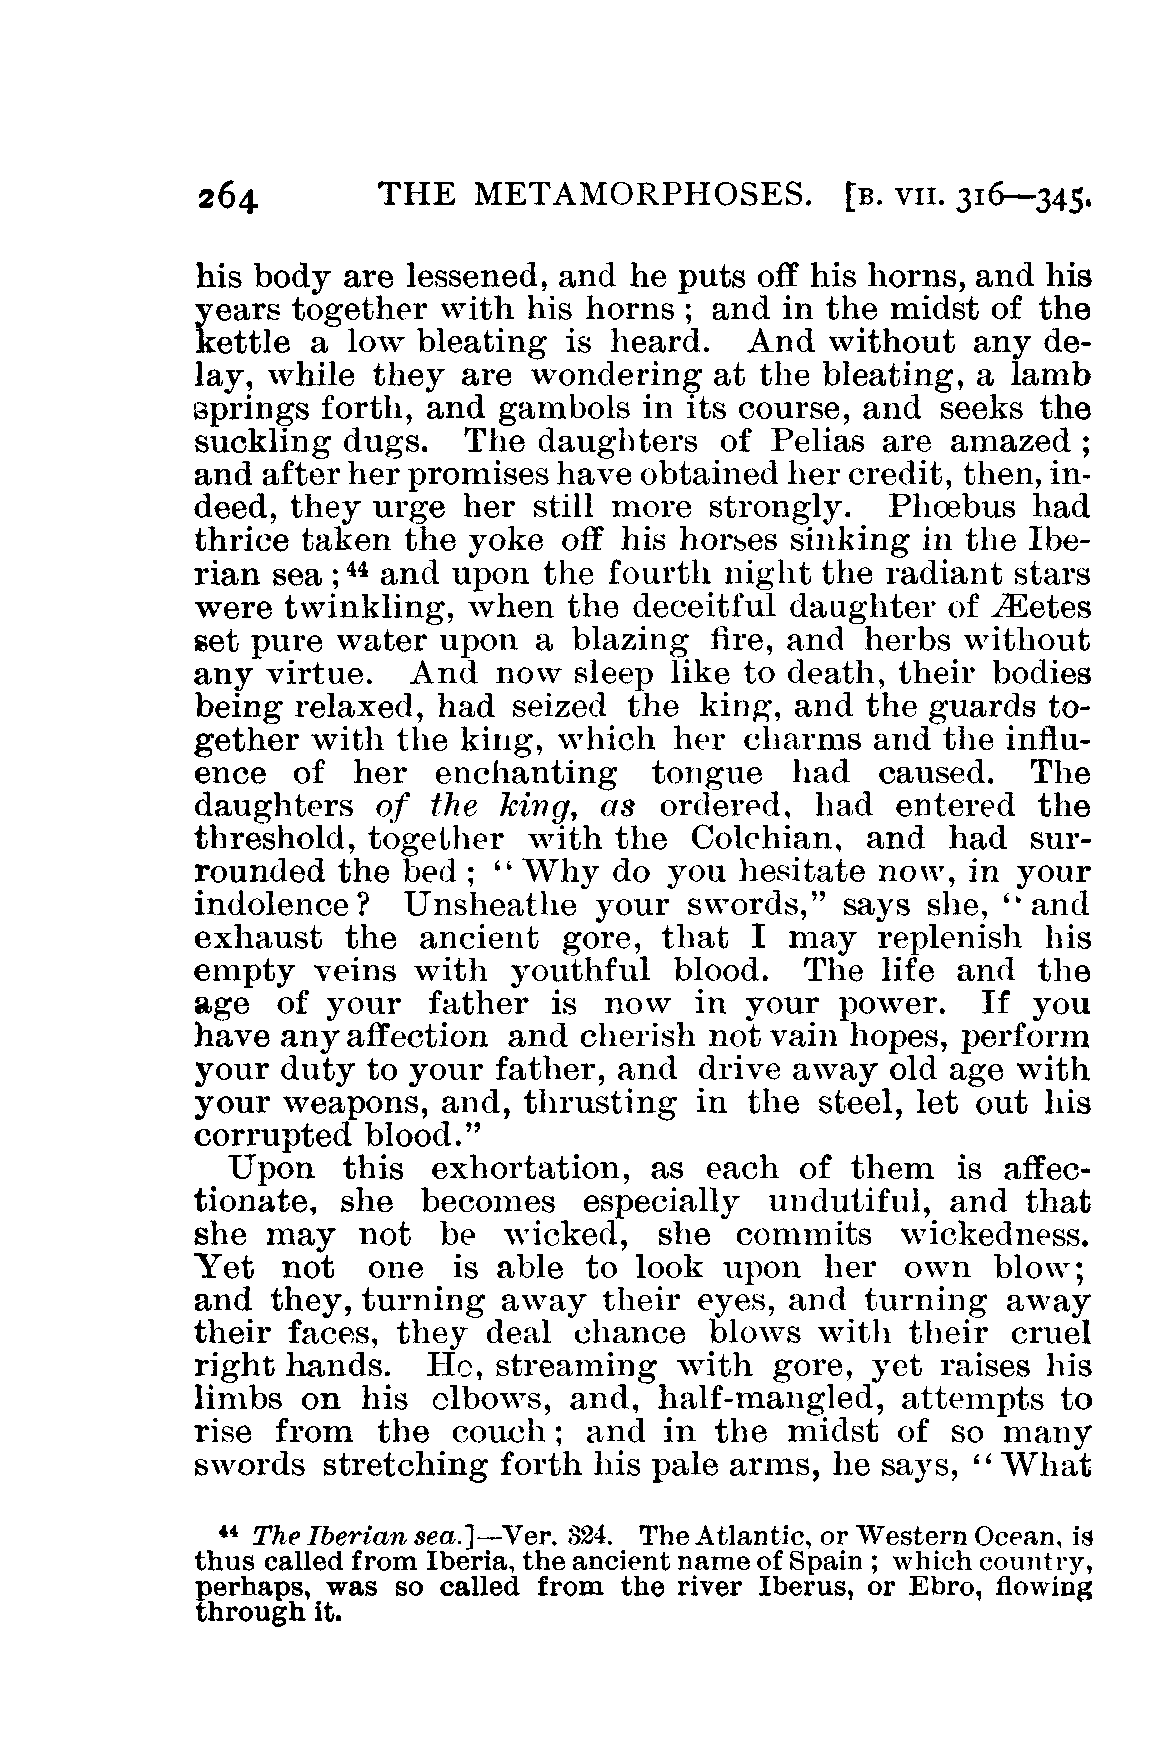 264 THE METAMORPHOSES. [B. VII. 316—345.
his body are lessened, and he puts off his horns, and his
years together with his horns ; and in the midst of the
kettle a low bleating is heard. And without any de-
lay, while they are wondering at the bleating, a lamb
springs forth, and gambols in its course, and seeks the
suckling dugs. The daughters of Pelias are amazed ;
and after her promises have obtained her credit, then, in-
deed, they urge her still more strongly. Phœbus had
thrice taken the yoke off his horses sinking in the Ibe-
rian sea ;⁴⁴ and upon the fourth night the radiant stars
were twinkling, when the deceitful daughter of Æetes
set pure water upon a blazing fire, and herbs without
any virtue. And now sleep like to death, their bodies
being relaxed, had seized the king, and the guards to-
gether with the king, which her charms and the influ-
ence of her enchanting tongue had caused. The
daughters of the king, as ordered, had entered the
threshold, together with the Colchian, and had sur-
rounded the bed ; “ Why do you hesitate now, in your
indolence ? Unsheathe your swords,” says she, “ and
exhaust the ancient gore, that I may replenish his
empty veins with youthful blood. The life and the
age of your father is now in your power. If you
have any affection and cherish not vain hopes, perform
your duty to your father, and drive away old age with
your weapons, and, thrusting in the steel, let out his
corrupted blood.”
Upon this exhortation, as each of them is affec-
tionate, she becomes especially undutiful, and that
she may not be wicked, she commits wickedness.
Yet not one is able to look upon her own blow;
and they, turning away their eyes, and turning away
their faces, they deal chance blows with their cruel
right hands. He, streaming with gore, yet raises his
limbs on his elbows, and, half-mangled, attempts to
rise from the couch ; and in the midst of so many
swords stretching forth his pale arms, he says, “ What
⁴⁴ The Iberian sea.]—Ver. 324. The Atlantic, or Western Ocean, is
thus called from Iberia, the ancient name of Spain ; which country,
perhaps, was so called from the river Iberus, or Ebro, flowing
through it.